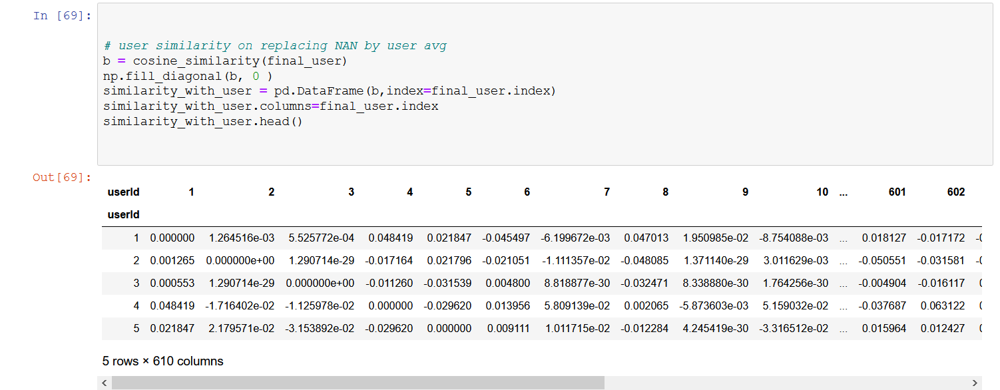 In [69]:
# user similarity on replacing NAN by user avg
b = cosine_similarity(final_user)
np.fill_diagonal(b, 0 )
similarity_with_user = pd.DataFrame(b,index=final_user.index)
similarity_with_user.columns=final_user.index
similarity_with_user.head()
Out[69]:
userId 1 2 3 4 5 6 7 8 9 10 ... 601 602
userId
1 0.000000 1.264516e-03 5.525772e-04 0.048419 0.021847 -0.045497 -6.199672e-03 0.047013 1.950985e-02 -8.754088e-03 ... 0.018127 -0.017172
2 0.001265 0.000000e+00 1.290714e-29 -0.017164 0.021796 -0.021051 -1.111357e-02 -0.048085 1.371140e-29 3.011629e-03 ... -0.050551 -0.031581
3 0.000553 1.290714e-29 0.000000e+00 -0.011260 -0.031539 0.004800 8.818877e-30 -0.032471 8.338880e-30 1.764256e-30 ... -0.004904 -0.016117
4 0.048419 -1.716402e-02 -1.125978e-02 0.000000 -0.029620 0.013956 5.809139e-02 0.002065 -5.873603e-03 5.159032e-02 ... -0.037687 0.063122
5 0.021847 2.179571e-02 -3.153892e-02 -0.029620 0.000000 0.009111 1.011715e-02 -0.012284 4.245419e-30 -3.316512e-02 ... 0.015964 0.012427
5 rows × 610 columns